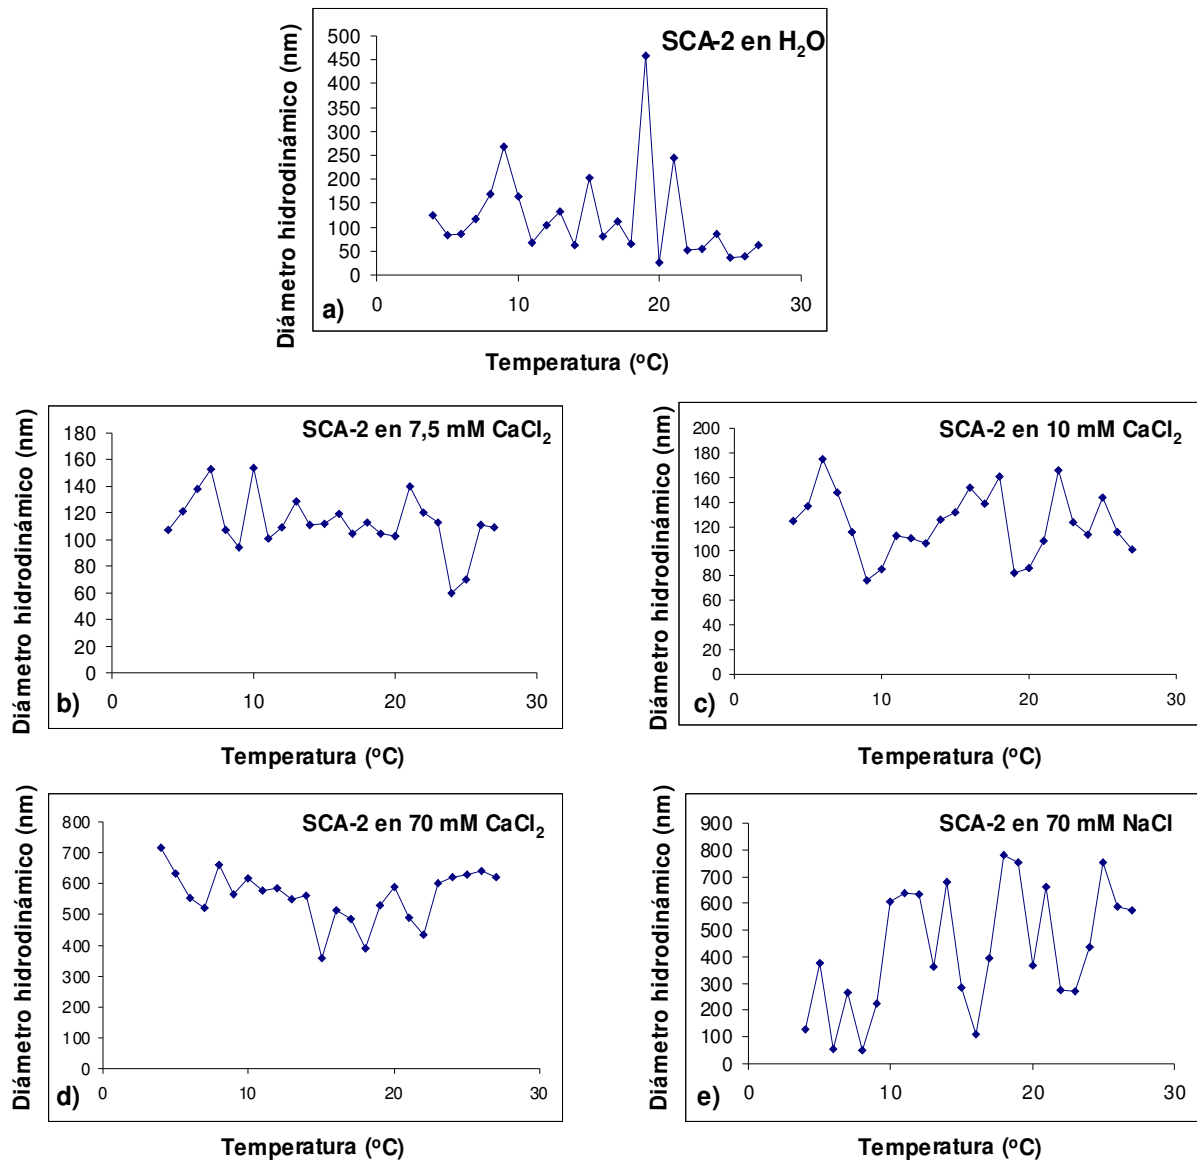 SCA-2 en H₂O
Diámetro hidrodinámico (nm)
500
450
400
350
300
250
200
150
100
50
0
0 10 20 30
a)
Temperatura (ºC)
SCA-2 en 7,5 mM CaCl₂
Diámetro hidrodinámico (nm)
180
160
140
120
100
80
60
40
20
0
0 10 20 30
b)
Temperatura (ºC)
SCA-2 en 10 mM CaCl₂
Diámetro hidrodinámico (nm)
200
180
160
140
120
100
80
60
40
20
0
0 10 20 30
c)
Temperatura (ºC)
SCA-2 en 70 mM CaCl₂
Diámetro hidrodinámico (nm)
800
700
600
500
400
300
200
100
0
0 10 20 30
d)
Temperatura (ºC)
SCA-2 en 70 mM NaCl
Diámetro hidrodinámico (nm)
900
800
700
600
500
400
300
200
100
0
0 10 20 30
e)
Temperatura (ºC)